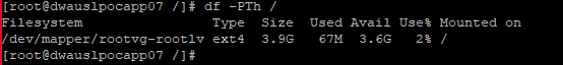 [root@dwauslpocapp07 /]# df -PTh /
Filesystem Type Size Used Avail Use% Mounted on
/dev/mapper/rootvg-rootlv ext4 3.9G 67M 3.6G 2% /
[root@dwauslpocapp07 /]#